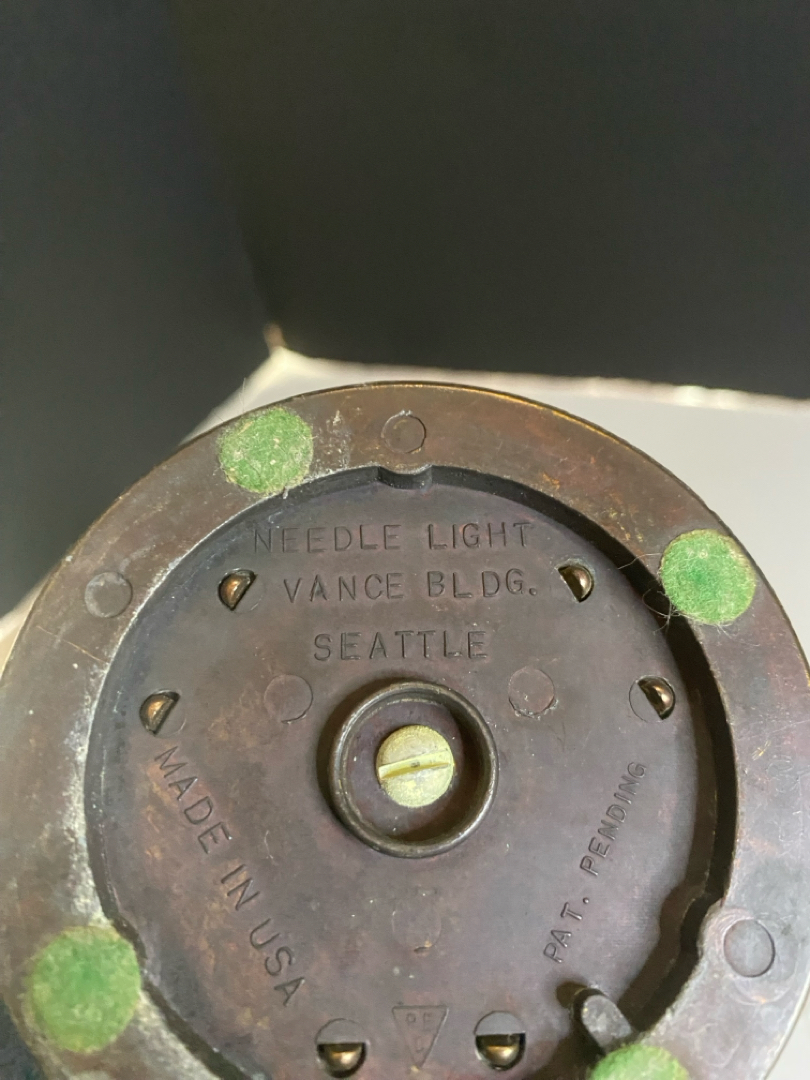 NEEDLE LIGHT
VANCE BLDG.
SEATTLE
MADE IN USA
PAT. PENDING